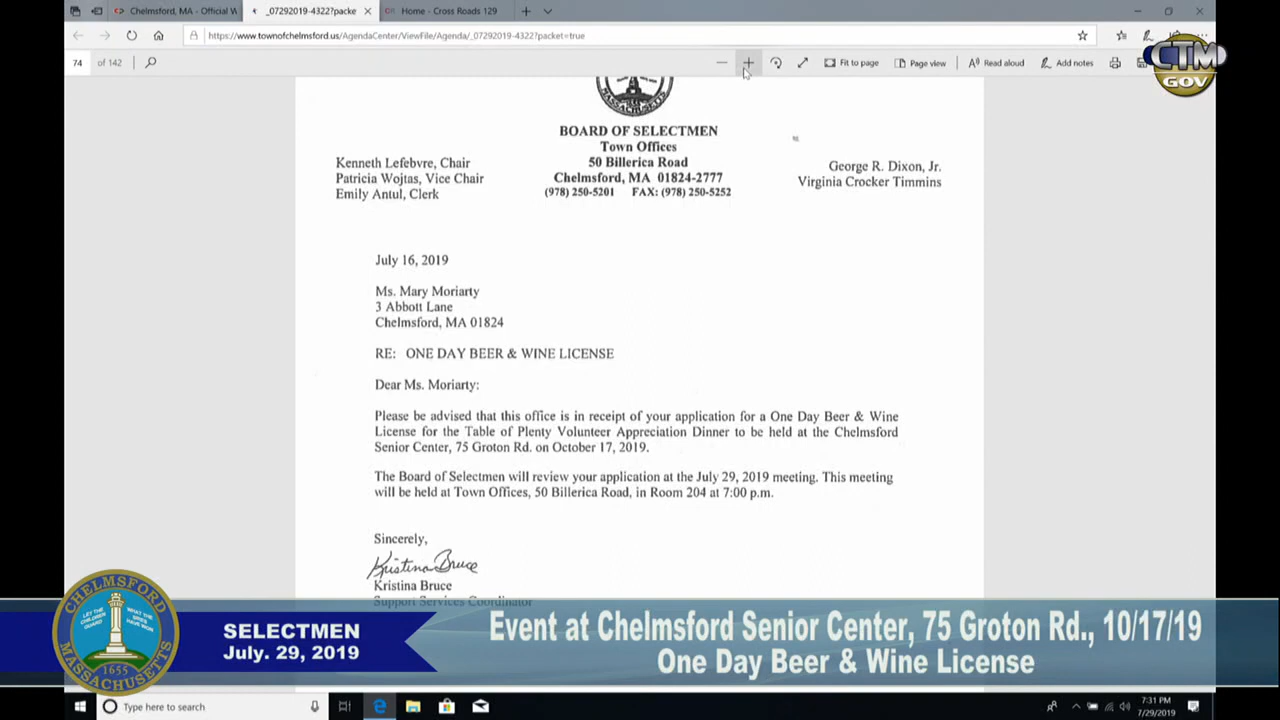 Chelmsford, MA - Official W
_07292019-4322?packe
Home - Cross Roads 129
https://www.townofchelmsford.us/AgendaCenter/ViewFile/Agenda/_07292019-4322?packet=true
74 of 142
Fit to page
Page view
Read aloud
Add notes
CTM
GOV
MASSACHUSETTS
BOARD OF SELECTMEN
Town Offices
50 Billerica Road
Chelmsford, MA 01824-2777
(978) 250-5201 FAX: (978) 250-5252
Kenneth Lefebvre, Chair
Patricia Wojtas, Vice Chair
Emily Antul, Clerk
George R. Dixon, Jr.
Virginia Crocker Timmins
July 16, 2019
Ms. Mary Moriarty
3 Abbott Lane
Chelmsford, MA 01824
RE: ONE DAY BEER & WINE LICENSE
Dear Ms. Moriarty:
Please be advised that this office is in receipt of your application for a One Day Beer & Wine
License for the Table of Plenty Volunteer Appreciation Dinner to be held at the Chelmsford
Senior Center, 75 Groton Rd. on October 17, 2019.
The Board of Selectmen will review your application at the July 29, 2019 meeting. This meeting
will be held at Town Offices, 50 Billerica Road, in Room 204 at 7:00 p.m.
Sincerely,
Kristina Bruce
Kristina Bruce
Support Services Coordinator
CHELMSFORD
LET THE CHILDREN GUARD
WHAT THE SIRES HAVE WON
1655
MASSACHUSETTS
SELECTMEN
July. 29, 2019
Event at Chelmsford Senior Center, 75 Groton Rd., 10/17/19
One Day Beer & Wine License
Type here to search
7:31 PM
7/29/2019